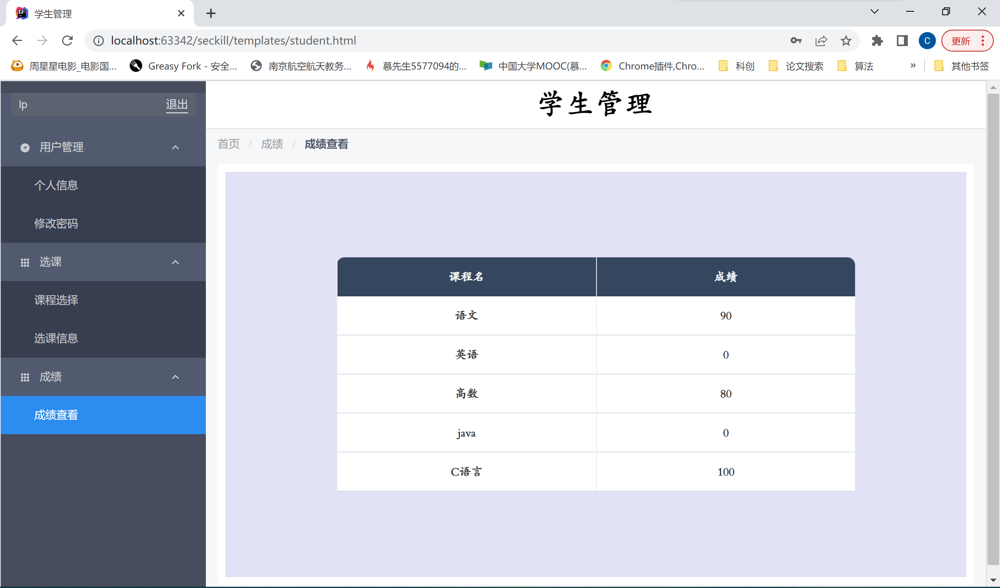 学生管理
localhost:63342/seckill/templates/student.html
C
更新
周星星电影_电影国...
Greasy Fork - 安全...
南京航空航天教务...
慕先生5577094的...
中国大学MOOC(慕...
Chrome插件,Chro...
科创
论文搜索
算法
»
其他书签
lp 退出
用户管理
个人信息
修改密码
选课
课程选择
选课信息
成绩
成绩查看
学生管理
首页 / 成绩 / 成绩查看
课程名 成绩
语文 90
英语 0
高数 80
java 0
C语言 100